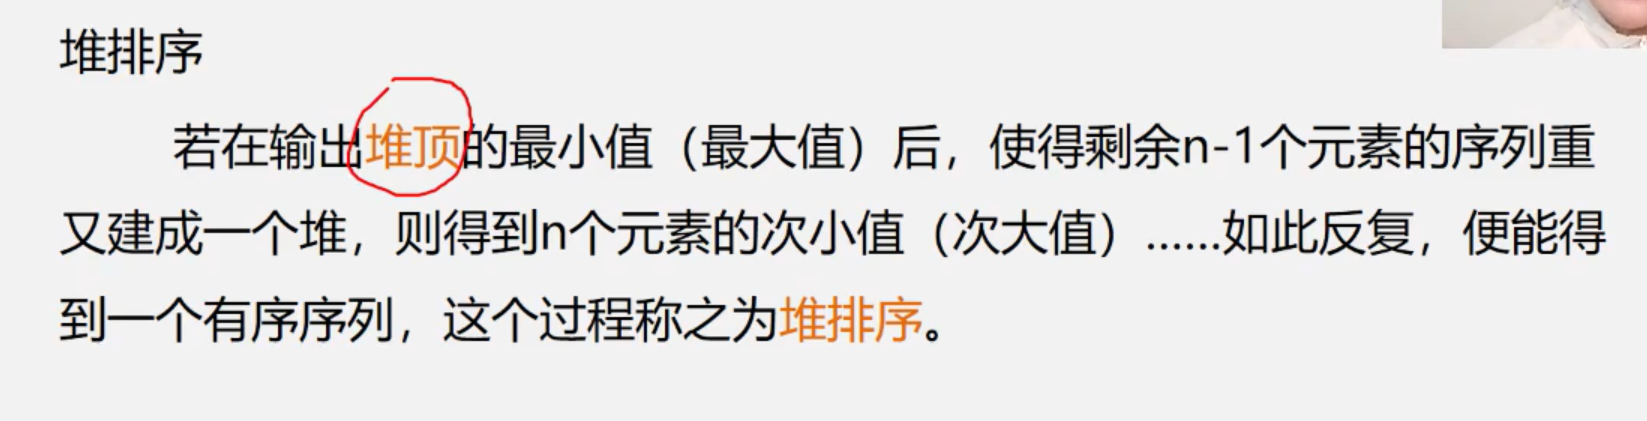 堆排序
若在输出堆顶的最小值（最大值）后，使得剩余n-1个元素的序列重
又建成一个堆，则得到n个元素的次小值（次大值）......如此反复，便能得
到一个有序序列，这个过程称之为堆排序。